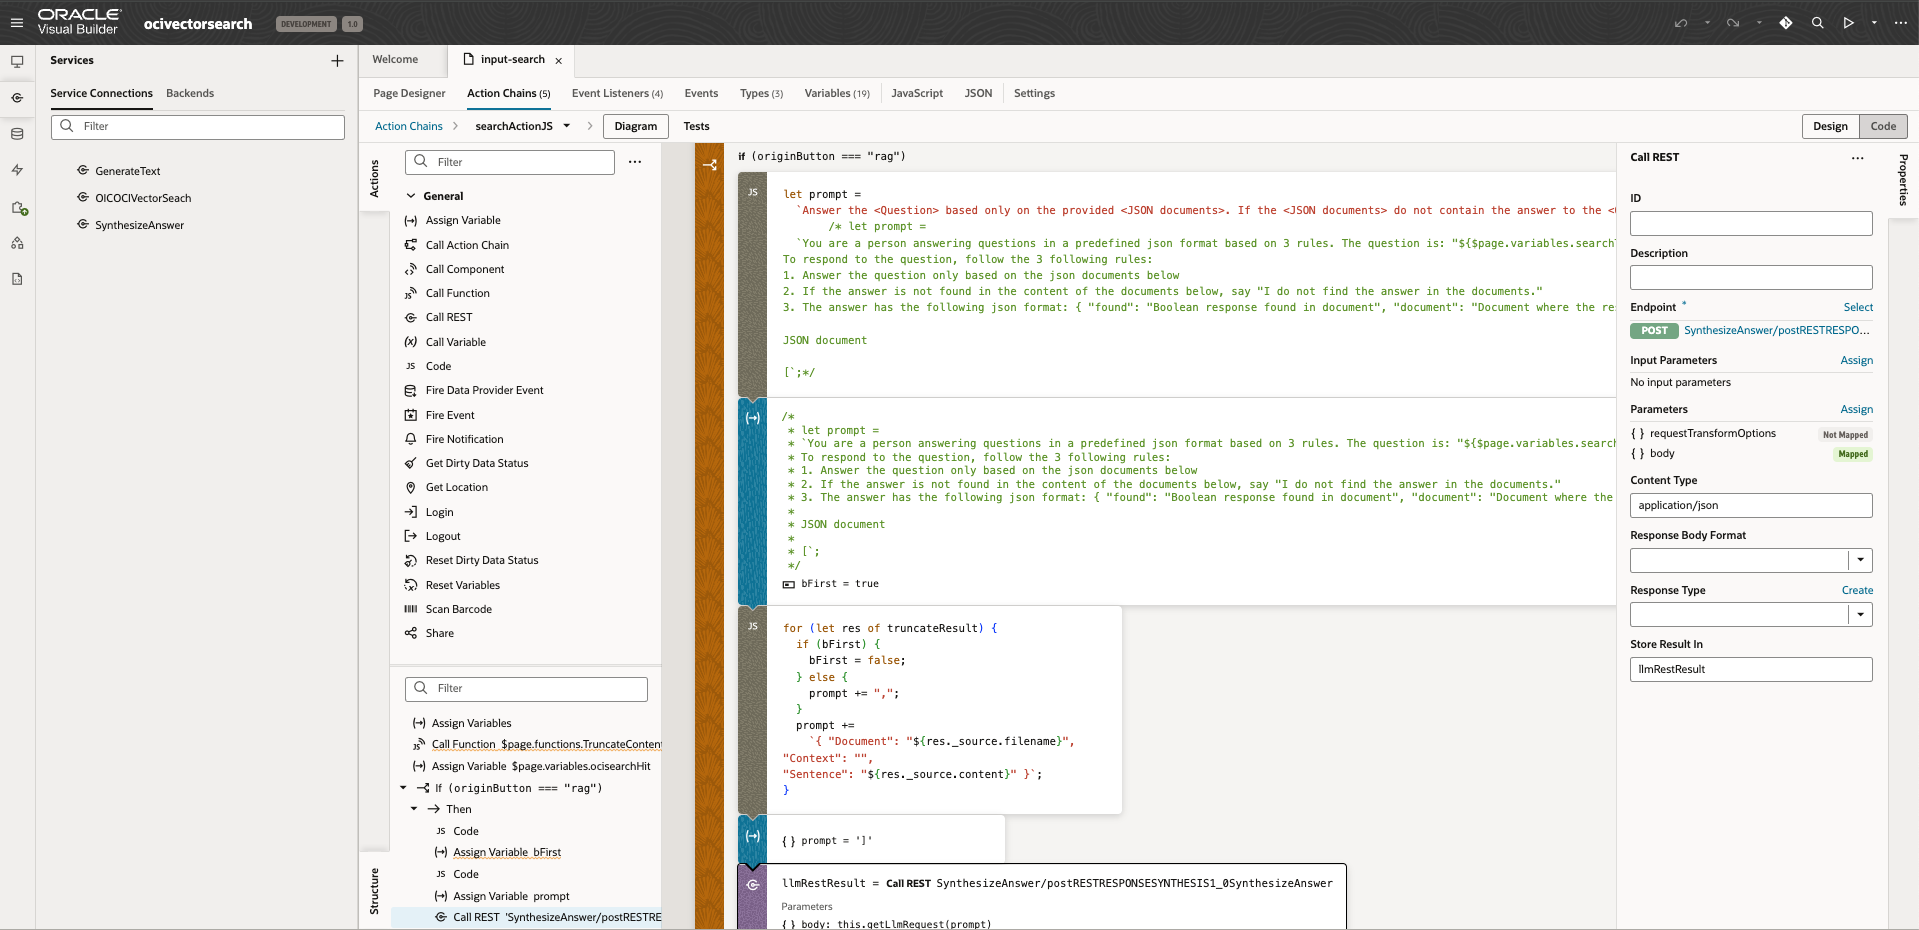 ORACLE
Visual Builder
ocivectorsearch
DEVELOPMENT
1.0
Services
Service Connections
Backends
Filter
GenerateText
OICOCIVectorSeach
SynthesizeAnswer
Welcome
input-search
Page Designer
Action Chains (5)
Event Listeners (4)
Events
Types (3)
Variables (19)
JavaScript
JSON
Settings
Action Chains
searchActionJS
Diagram
Tests
Design
Code
Actions
Filter
General
Assign Variable
Call Action Chain
Call Component
Call Function
Call REST
Call Variable
JS Code
Fire Data Provider Event
Fire Event
Fire Notification
Get Dirty Data Status
Get Location
Login
Logout
Reset Dirty Data Status
Reset Variables
Scan Barcode
Share
Structure
Filter
Assign Variables
Call Function $page.functions.TruncateConten
Assign Variable $page.variables.ocisearchHit
If (originButton === "rag")
Then
JS Code
Assign Variable bFirst
JS Code
Assign Variable prompt
Call REST 'SynthesizeAnswer/postRESTRE
if (originButton === "rag")
JS
let prompt =
`Answer the <Question> based only on the provided <JSON documents>. If the <JSON documents> do not contain the answer to the
/* let prompt =
`You are a person answering questions in a predefined json format based on 3 rules. The question is: "${$page.variables.search
To respond to the question, follow the 3 following rules:
1. Answer the question only based on the json documents below
2. If the answer is not found in the content of the documents below, say "I do not find the answer in the documents."
3. The answer has the following json format: { "found": "Boolean response found in document", "document": "Document where the re
JSON document
[`;*/
/*
* let prompt =
* `You are a person answering questions in a predefined json format based on 3 rules. The question is: "${$page.variables.search
* To respond to the question, follow the 3 following rules:
* 1. Answer the question only based on the json documents below
* 2. If the answer is not found in the content of the documents below, say "I do not find the answer in the documents."
* 3. The answer has the following json format: { "found": "Boolean response found in document", "document": "Document where the
*
* JSON document
*
* [`;
*/
bFirst = true
JS
for (let res of truncateResult) {
if (bFirst) {
bFirst = false;
} else {
prompt += ",";
}
prompt +=
`{ "Document": "${res._source.filename}",
"Context": "",
"Sentence": "${res._source.content}" }`;
}
{ } prompt = ']'
llmRestResult = Call REST SynthesizeAnswer/postRESTRESPONSESYNTHESIS1_0SynthesizeAnswer
Parameters
{ } body: this.getLlmRequest(prompt)
Properties
Call REST
ID
Description
Endpoint *
Select
POST SynthesizeAnswer/postRESTRESPO...
Input Parameters
Assign
No input parameters
Parameters
Assign
{ } requestTransformOptions
Not Mapped
{ } body
Mapped
Content Type
application/json
Response Body Format
Response Type
Create
Store Result In
llmRestResult